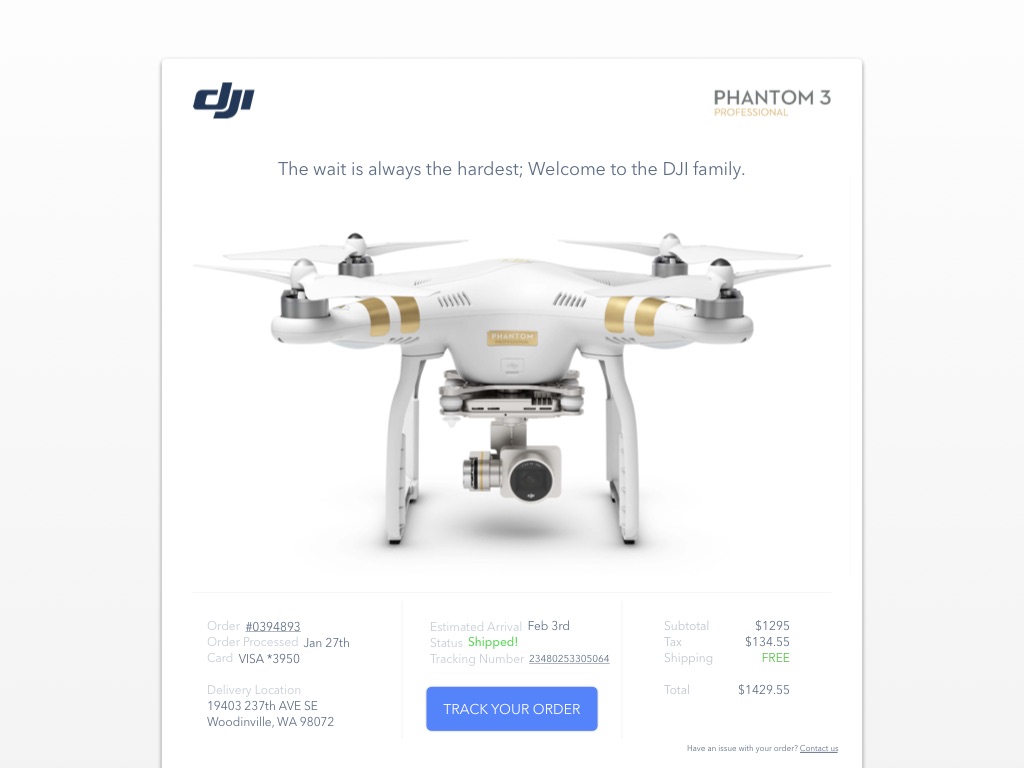 dji
PHANTOM 3
PROFESSIONAL
The wait is always the hardest; Welcome to the DJI family.
PHANTOM
PROFESSIONAL
Order #0394893
Order Processed Jan 27th
Card VISA *3950
Delivery Location
19403 237th AVE SE
Woodinville, WA 98072
Estimated Arrival Feb 3rd
Status Shipped!
Tracking Number 23480253305064
TRACK YOUR ORDER
Subtotal $1295
Tax $134.55
Shipping FREE
Total $1429.55
Have an issue with your order? Contact us